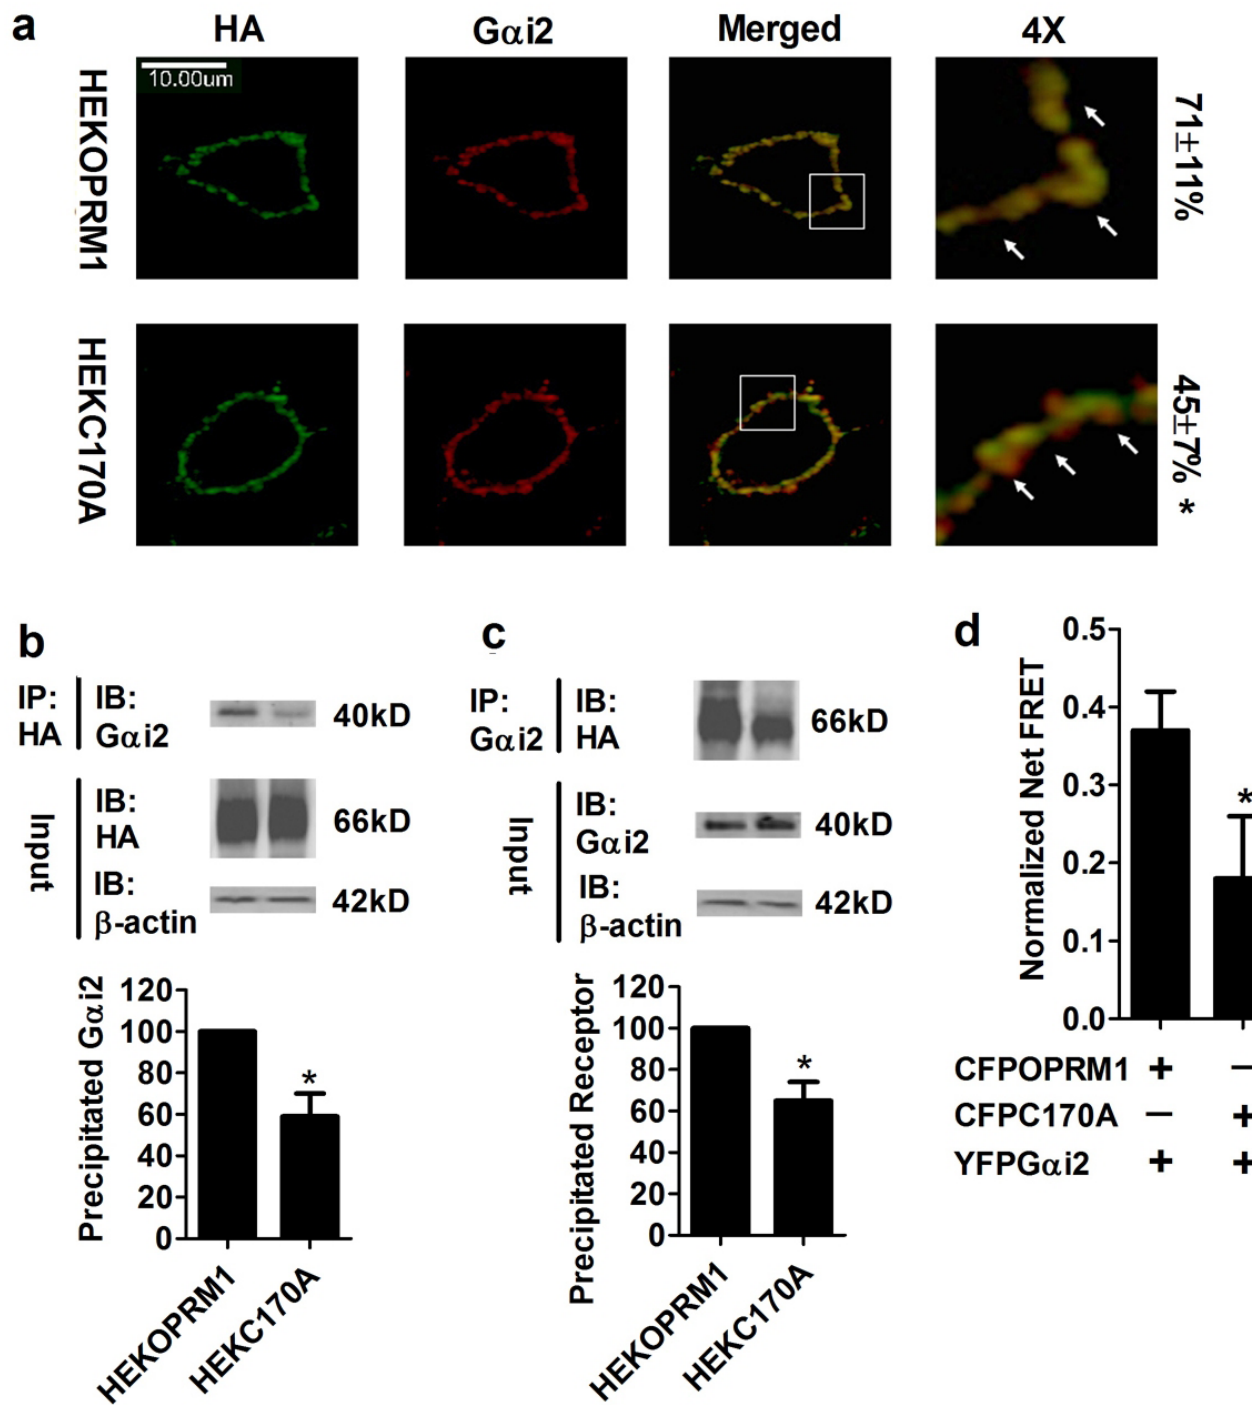 a
HA
Gαi2
Merged
4X
HEKOPRM1
10.00um
71±11%
HEKC170A
45±7% *
b
IP:
HA
IB:
Gαi2
40kD
Input
IB:
HA
66kD
IB:
β-actin
42kD
Precipitated Gαi2
120
100
80
60
40
20
0
*
HEKOPRM1
HEKC170A
c
IP:
Gαi2
IB:
HA
66kD
Input
IB:
Gαi2
40kD
IB:
β-actin
42kD
Precipitated Receptor
120
100
80
60
40
20
0
*
HEKOPRM1
HEKC170A
d
Normalized Net FRET
0.5
0.4
0.3
0.2
0.1
0.0
*
CFPOPRM1 + −
CFPC170A − +
YFPGαi2 + +